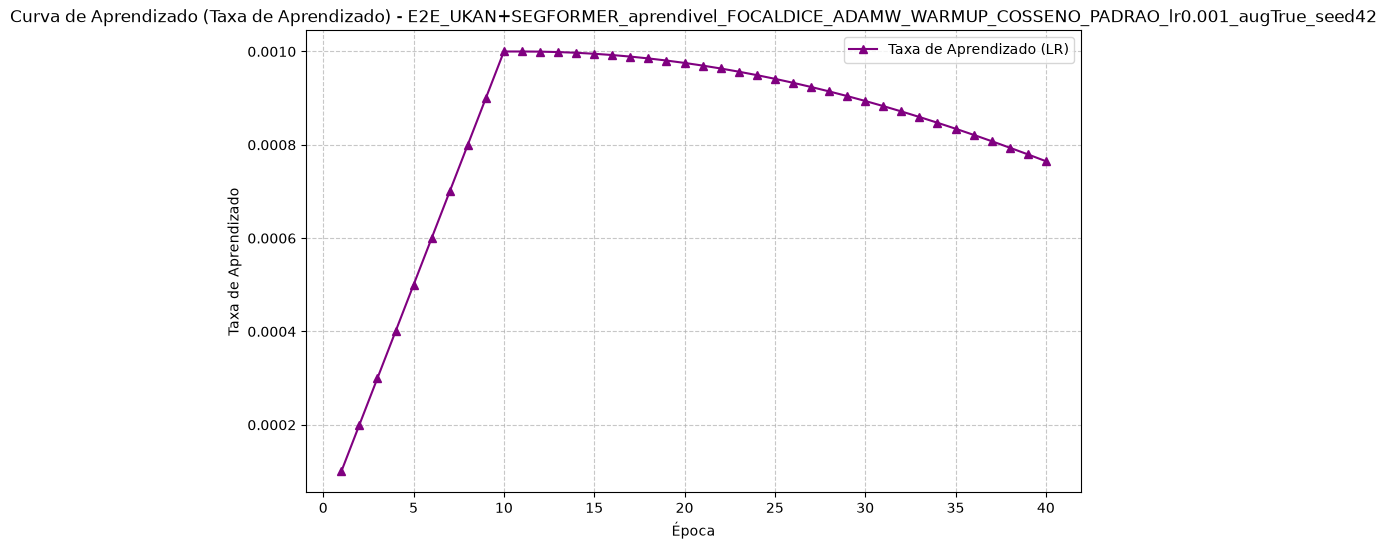 Curva de Aprendizado (Taxa de Aprendizado) - E2E_UKAN+SEGFORMER_aprendivel_FOCALDICE_ADAMW_WARMUP_COSSENO_PADRAO_lr0.001_augTrue_seed42
Taxa de Aprendizado (LR)
Taxa de Aprendizado
0.0010
0.0008
0.0006
0.0004
0.0002
0 5 10 15 20 25 30 35 40
Época